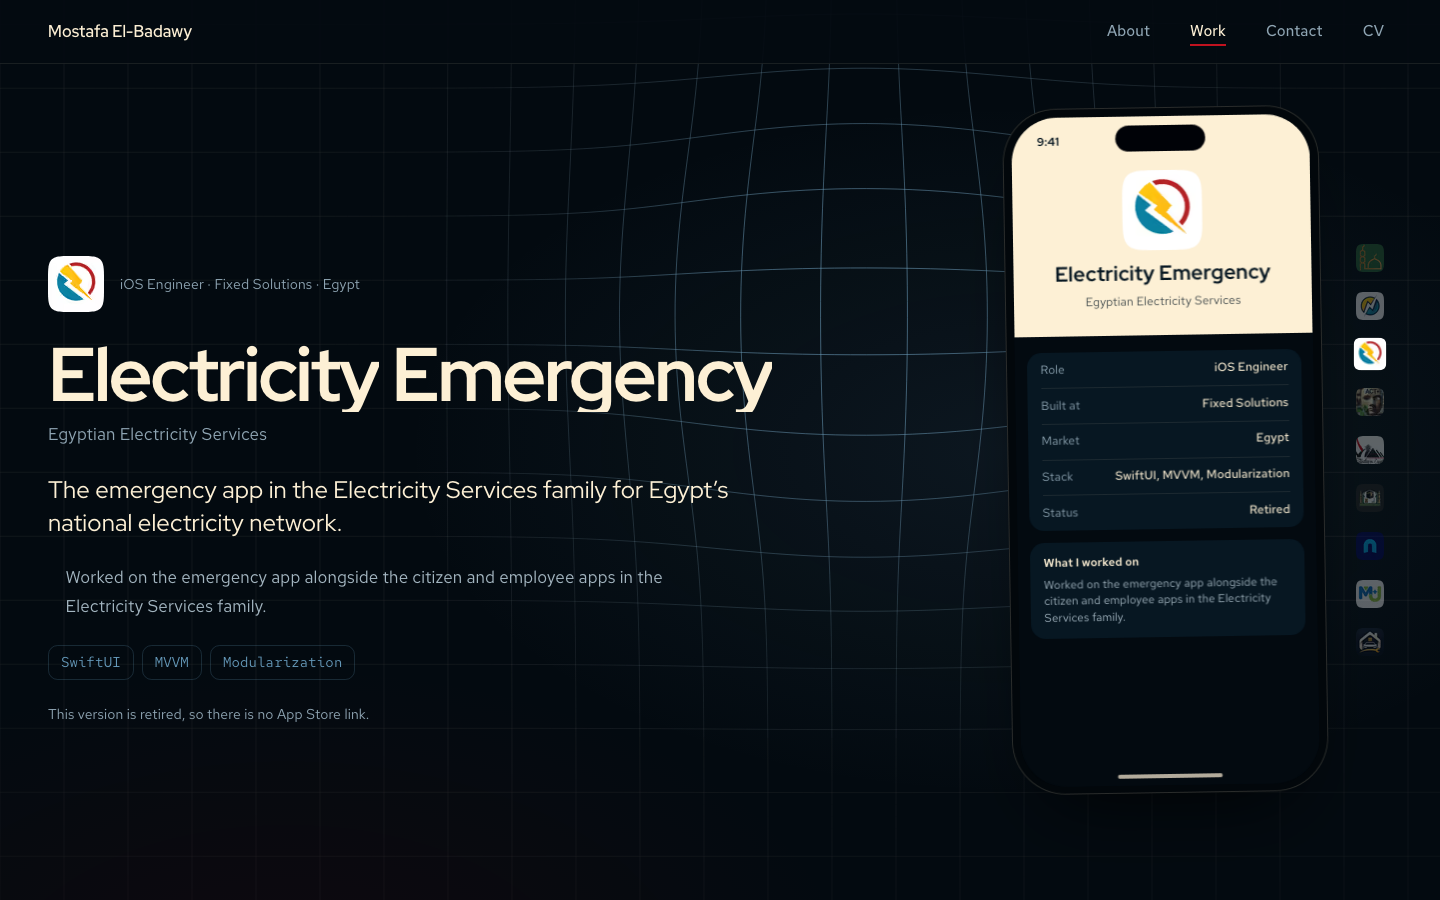 Mostafa El-Badawy
About
Work
Contact
CV
iOS Engineer · Fixed Solutions · Egypt
Electricity Emergency
Egyptian Electricity Services
The emergency app in the Electricity Services family for Egypt’s
national electricity network.
Worked on the emergency app alongside the citizen and employee apps in the
Electricity Services family.
SwiftUI
MVVM
Modularization
This version is retired, so there is no App Store link.
9:41
Electricity Emergency
Egyptian Electricity Services
Role iOS Engineer
Built at Fixed Solutions
Market Egypt
Stack SwiftUI, MVVM, Modularization
Status Retired
What I worked on
Worked on the emergency app alongside the
citizen and employee apps in the Electricity
Services family.